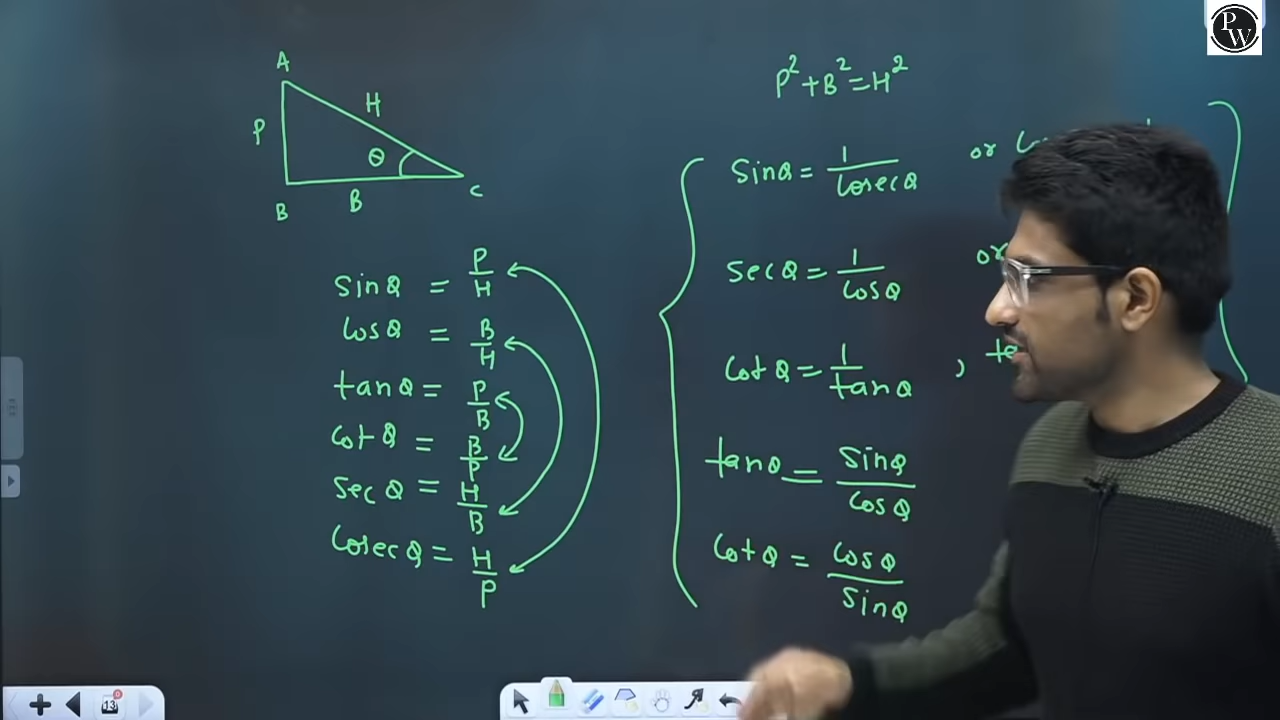 PW
A
H
P
θ
B
B
C
P²+B²=H²
sinθ = P/H
cosθ = B/H
tanθ = P/B
cotθ = B/P
secθ = H/B
cosecθ = H/P
sinθ = 1/cosecθ or
secθ = 1/cosθ or
cotθ = 1/tanθ ,
tanθ = sinθ/cosθ
cotθ = cosθ/sinθ
13